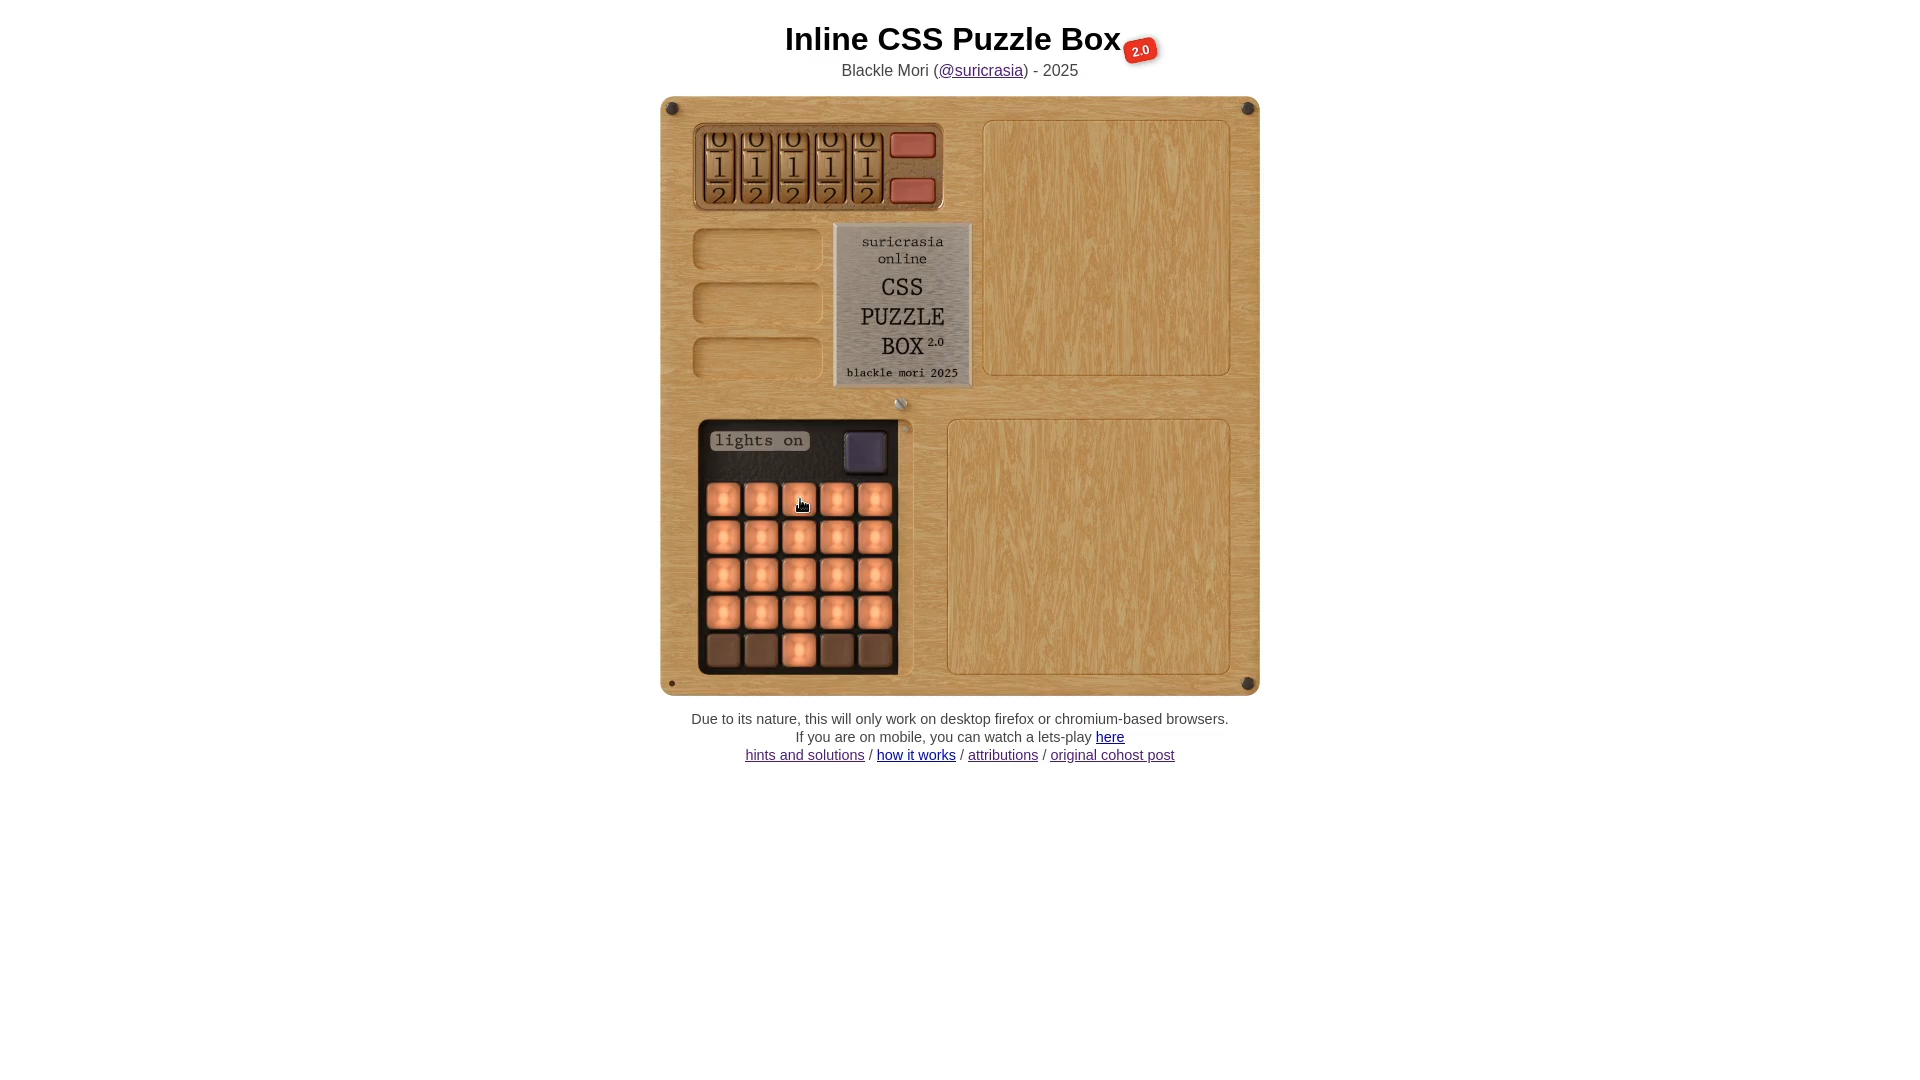 Inline CSS Puzzle Box 2.0
Blackle Mori (@suricrasia) - 2025
0 0 0 0 0
1 1 1 1 1
2 2 2 2 2
suricrasia
online
CSS
PUZZLE
BOX 2.0
blackle mori 2025
lights on
Due to its nature, this will only work on desktop firefox or chromium-based browsers.
If you are on mobile, you can watch a lets-play here
hints and solutions / how it works / attributions / original cohost post